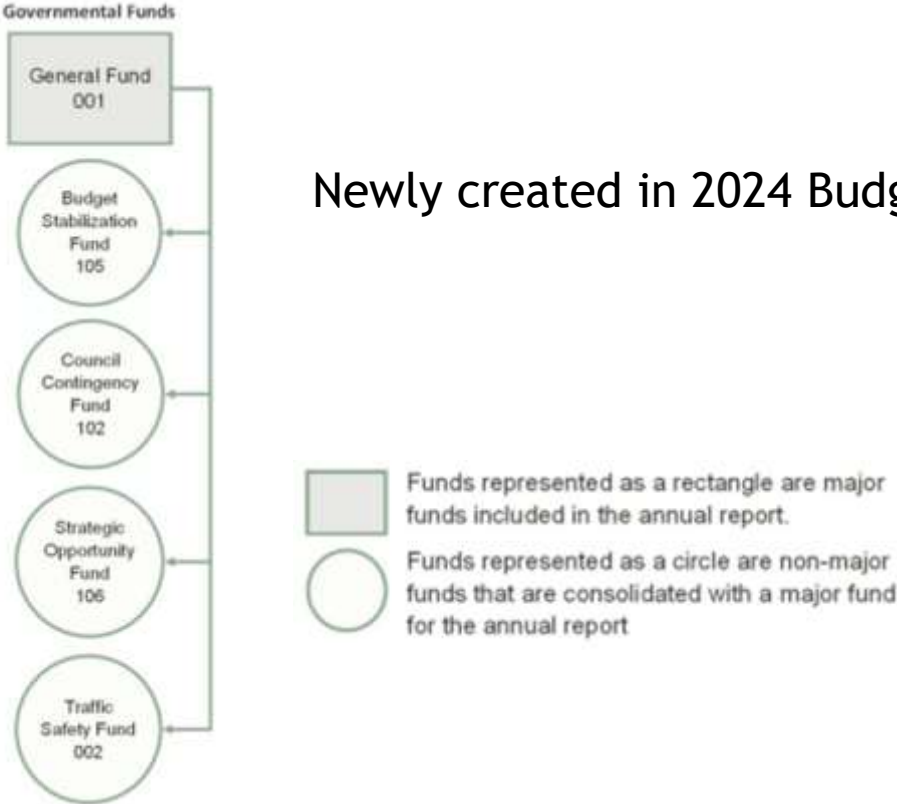 Governmental Funds
General Fund
001
Budget
Stabilization
Fund
105
Newly created in 2024 Budg
Council
Contingency
Fund
102
Strategic
Opportunity
Fund
106
Traffic
Safety Fund
002
Funds represented as a rectangle are major
funds included in the annual report.
Funds represented as a circle are non-major
funds that are consolidated with a major fund
for the annual report